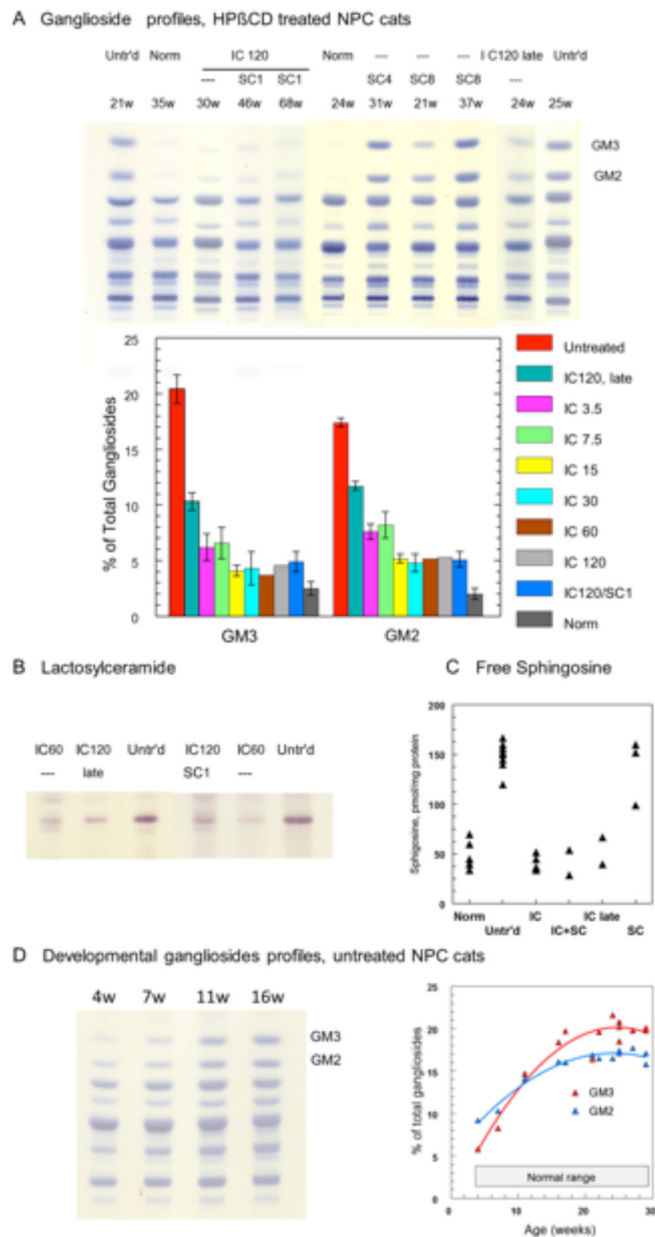 A Ganglioside profiles, HPßCD treated NPC cats
Untr'd Norm IC 120 Norm --- --- --- I C120 late Untr'd
--- SC1 SC1 SC4 SC8 SC8 ---
21w 35w 30w 46w 68w 24w 31w 21w 37w 24w 25w
GM3
GM2
25
20
15
10
5
0
% of Total Gangliosides
GM3 GM2
Untreated
IC120, late
IC 3.5
IC 7.5
IC 15
IC 30
IC 60
IC 120
IC120/SC1
Norm
B Lactosylceramide
IC60 IC120 Untr'd IC120 IC60 Untr'd
--- late SC1 ---
C Free Sphingosine
200
150
100
50
0
Sphigosine, pmol/mg protein
Norm IC IC late
Untr'd IC+SC SC
D Developmental gangliosides profiles, untreated NPC cats
4w 7w 11w 16w
GM3
GM2
25
20
15
10
5
0
% of total gangliosides
GM3
GM2
Normal range
0 10 20 30
Age (weeks)